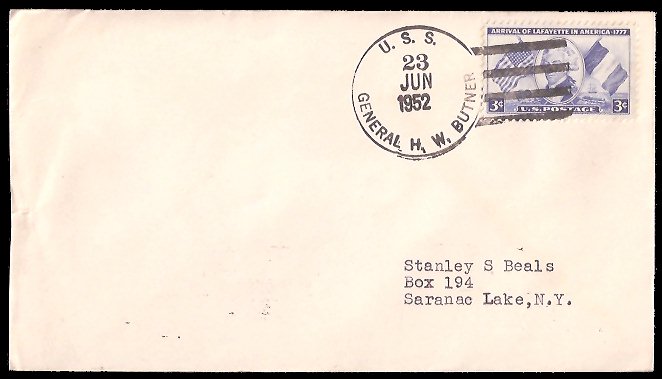 U. S. S.
23
JUN
1952
GENERAL H. W. BUTNER
ARRIVAL OF LAFAYETTE IN AMERICA-1777
3¢ 3¢
U.S. POSTAGE
Stanley S Beals
Box 194
Saranac Lake,N.Y.